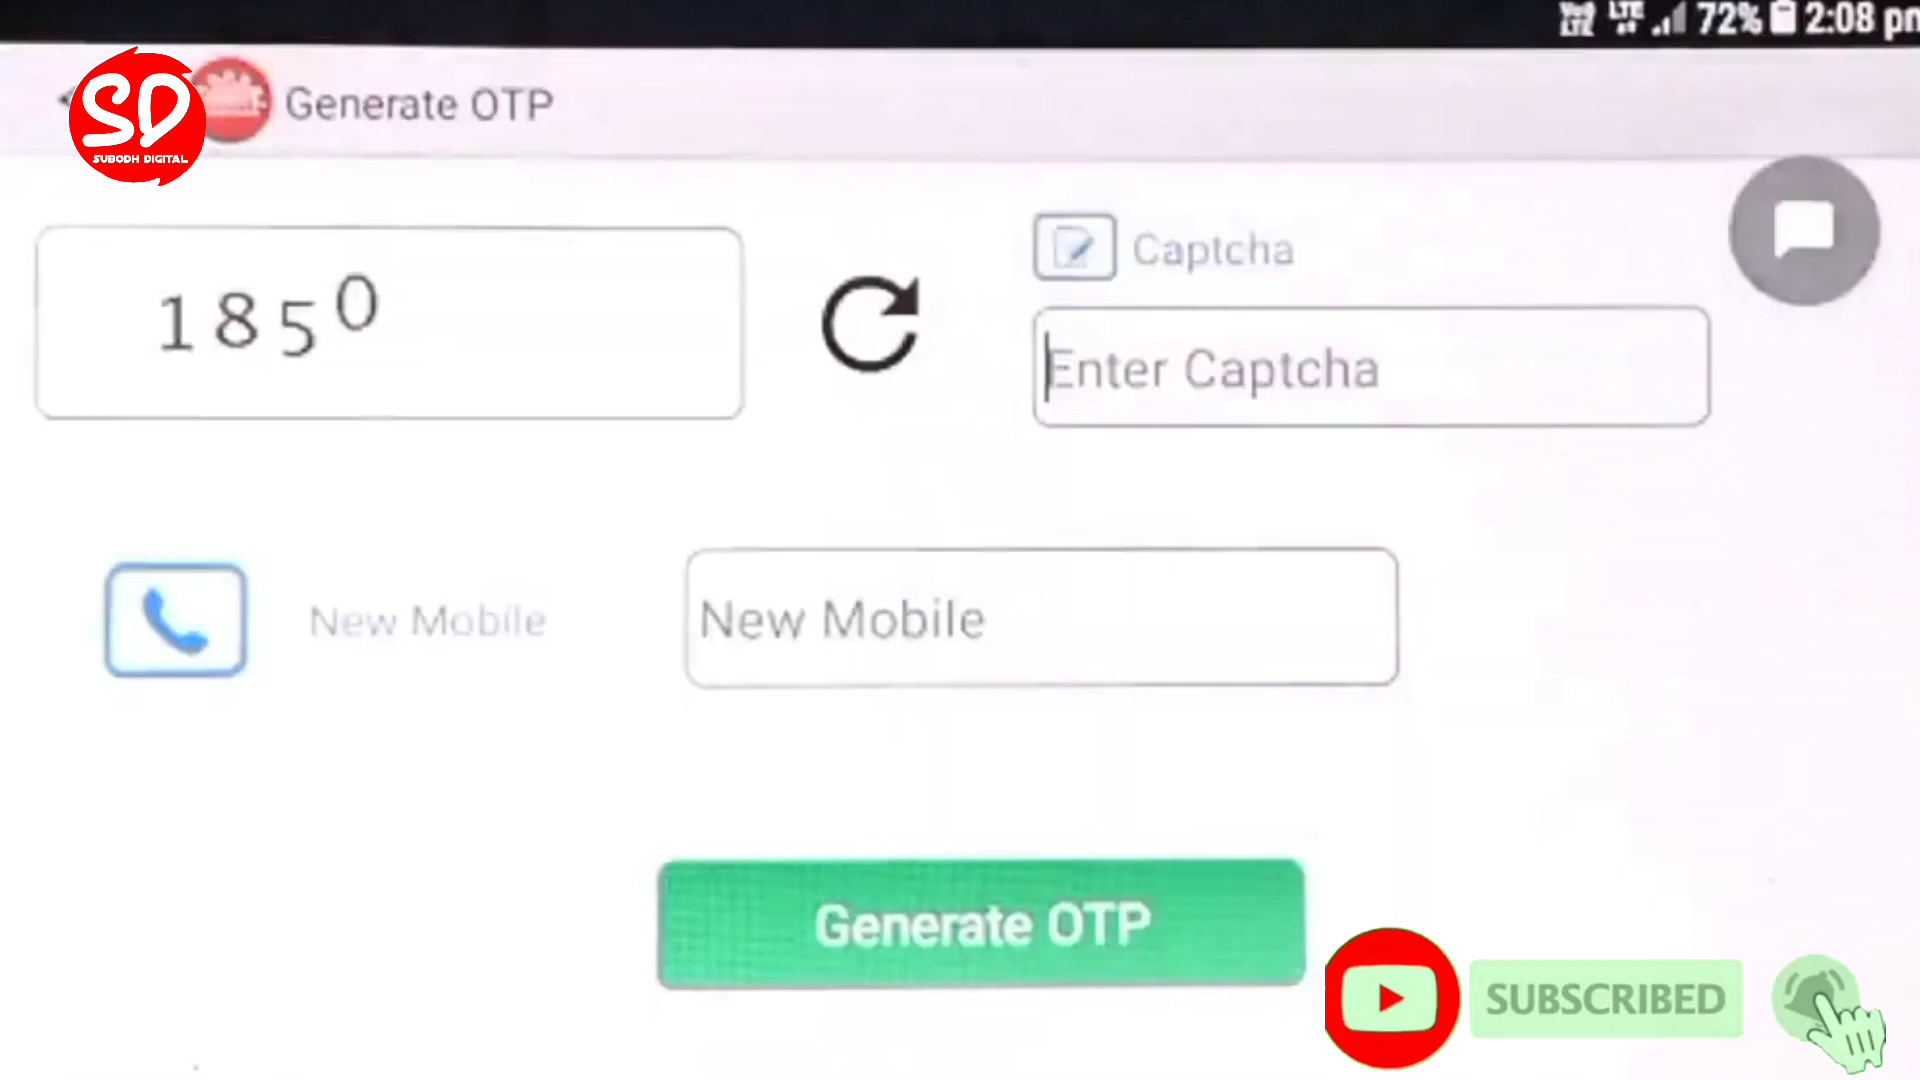 72% 2:08 pm
SD
SUBODH DIGITAL
Generate OTP
1850
Captcha
Enter Captcha
New Mobile
New Mobile
Generate OTP
SUBSCRIBED